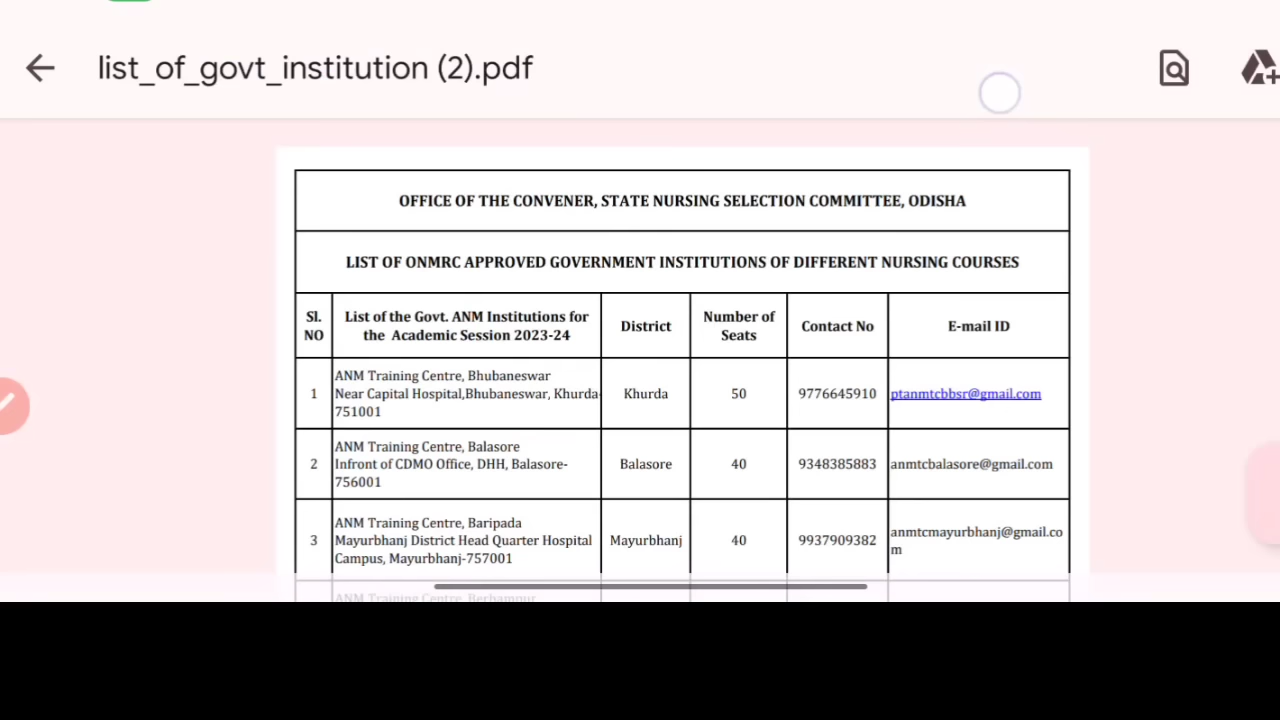 list_of_govt_institution (2).pdf
OFFICE OF THE CONVENER, STATE NURSING SELECTION COMMITTEE, ODISHA
LIST OF ONMRC APPROVED GOVERNMENT INSTITUTIONS OF DIFFERENT NURSING COURSES
Sl. NO
List of the Govt. ANM Institutions for
the Academic Session 2023-24
District
Number of
Seats
Contact No
E-mail ID
1
ANM Training Centre, Bhubaneswar
Near Capital Hospital,Bhubaneswar, Khurda-
751001
Khurda
50
9776645910
ptanmtcbbsr@gmail.com
2
ANM Training Centre, Balasore
Infront of CDMO Office, DHH, Balasore-
756001
Balasore
40
9348385883
anmtcbalasore@gmail.com
3
ANM Training Centre, Baripada
Mayurbhanj District Head Quarter Hospital
Campus, Mayurbhanj-757001
Mayurbhanj
40
9937909382
anmtcmayurbhanj@gmail.co
m
ANM Training Centre, Berhampur